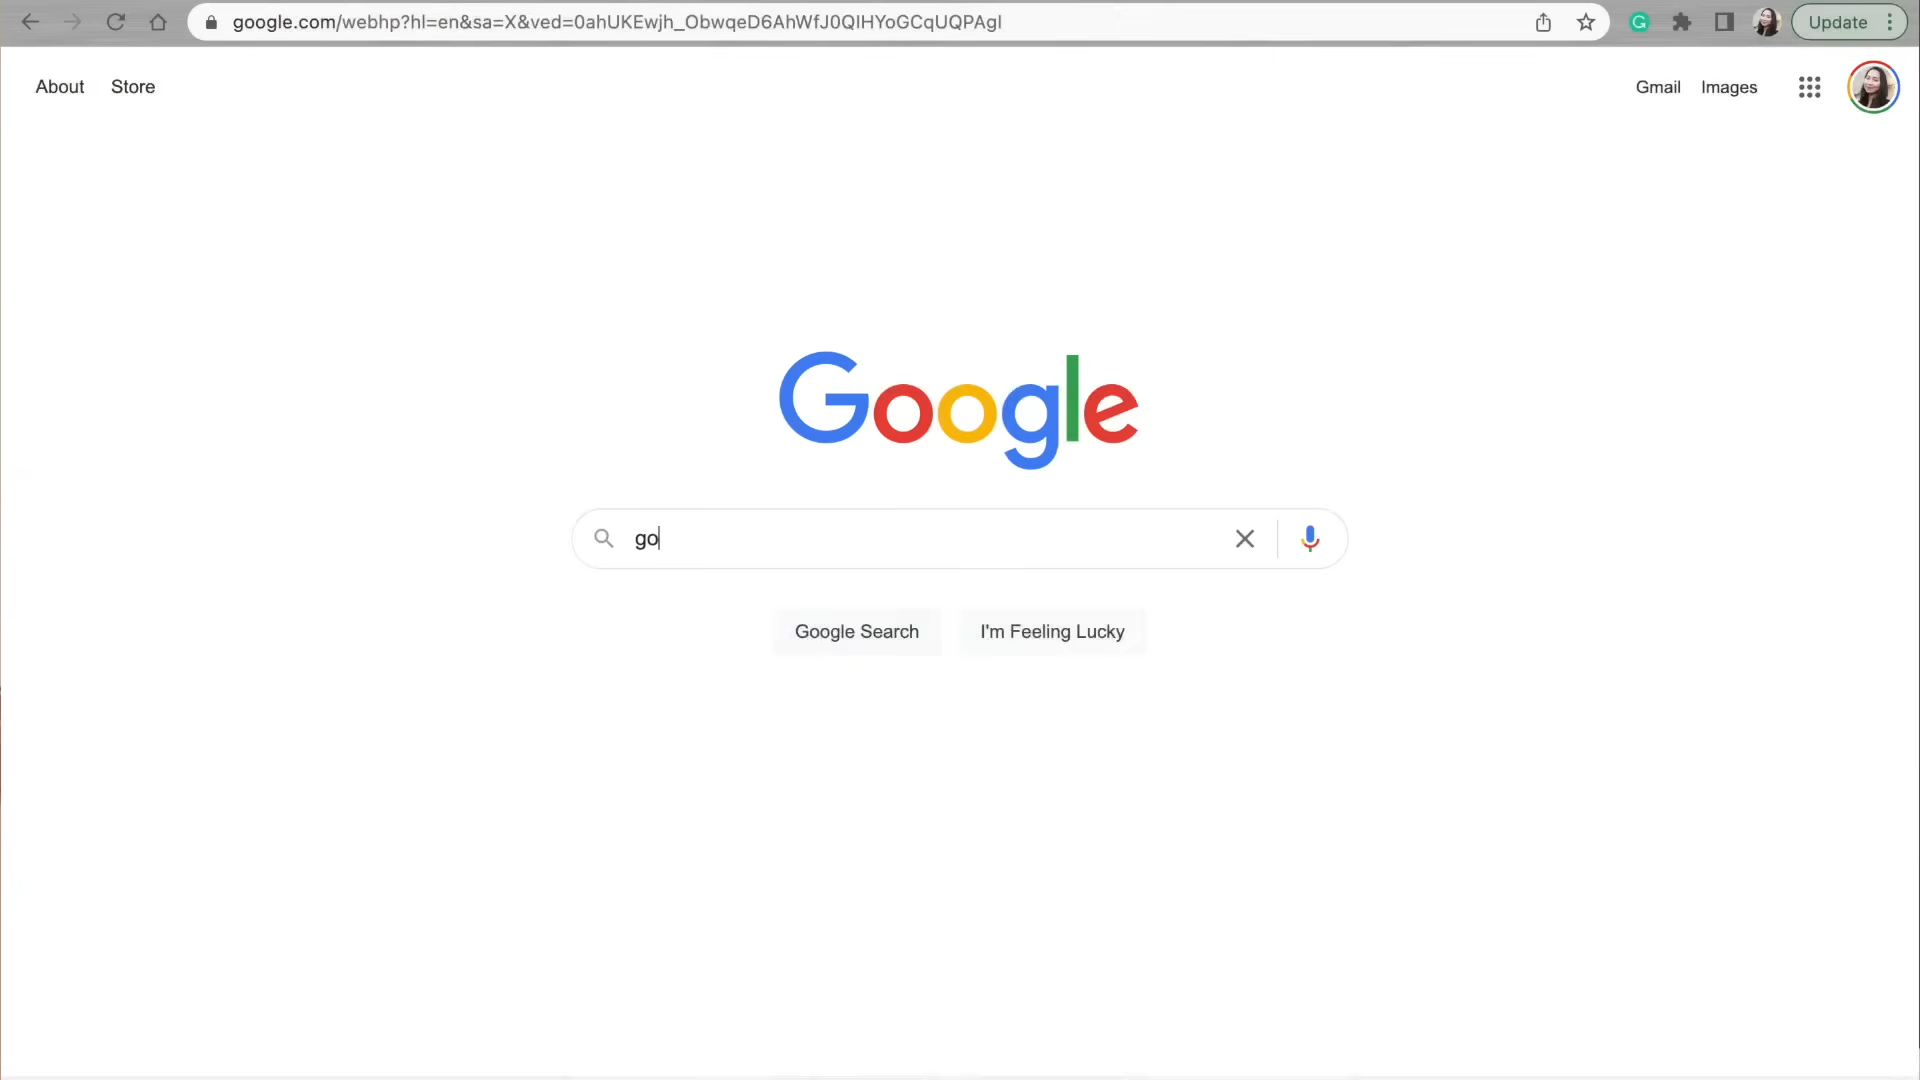 google.com/webhp?hl=en&sa=X&ved=0ahUKEwjh_ObwqeD6AhWfJ0QIHYoGCqUQPAgI
Update
About Store
Gmail Images
Google
go
Google Search I'm Feeling Lucky